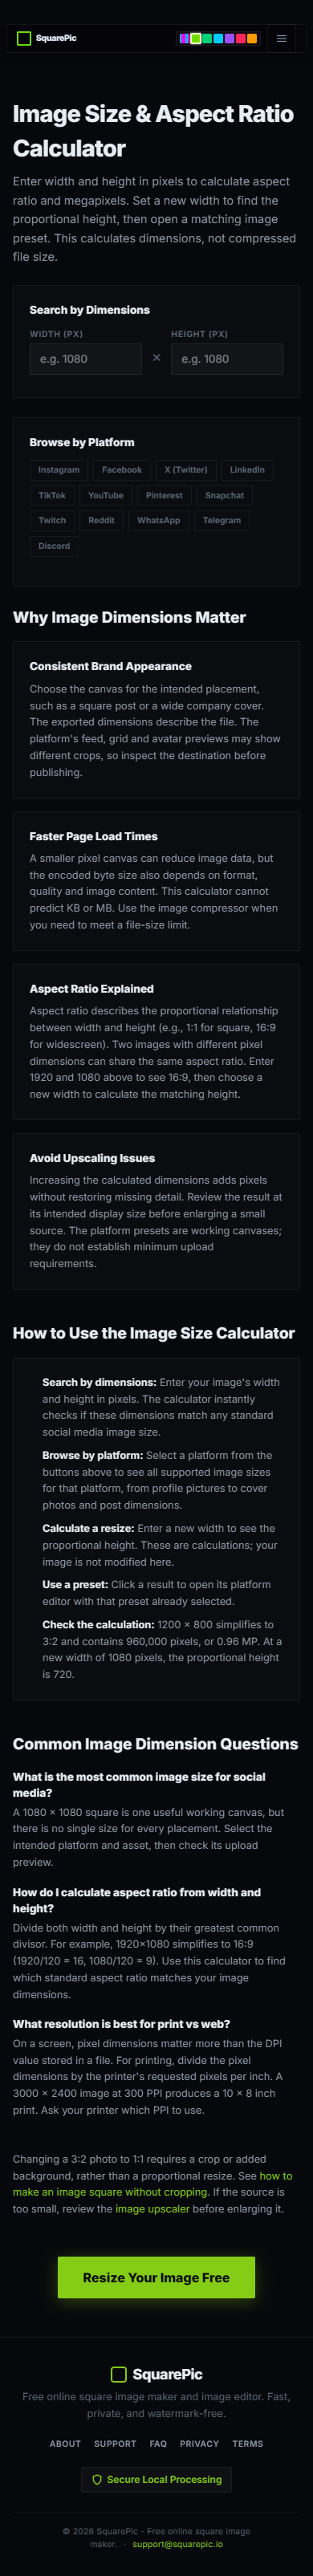 SquarePic
Image Size & Aspect Ratio
Calculator
Enter width and height in pixels to calculate aspect
ratio and megapixels. Set a new width to find the
proportional height, then open a matching image
preset. This calculates dimensions, not compressed
file size.
Search by Dimensions
WIDTH (PX)
HEIGHT (PX)
e.g. 1080
×
e.g. 1080
Browse by Platform
Instagram Facebook X (Twitter) LinkedIn
TikTok YouTube Pinterest Snapchat
Twitch Reddit WhatsApp Telegram
Discord
Why Image Dimensions Matter
Consistent Brand Appearance
Choose the canvas for the intended placement,
such as a square post or a wide company cover.
The exported dimensions describe the file. The
platform's feed, grid and avatar previews may show
different crops, so inspect the destination before
publishing.
Faster Page Load Times
A smaller pixel canvas can reduce image data, but
the encoded byte size also depends on format,
quality and image content. This calculator cannot
predict KB or MB. Use the image compressor when
you need to meet a file-size limit.
Aspect Ratio Explained
Aspect ratio describes the proportional relationship
between width and height (e.g., 1:1 for square, 16:9
for widescreen). Two images with different pixel
dimensions can share the same aspect ratio. Enter
1920 and 1080 above to see 16:9, then choose a
new width to calculate the matching height.
Avoid Upscaling Issues
Increasing the calculated dimensions adds pixels
without restoring missing detail. Review the result at
its intended display size before enlarging a small
source. The platform presets are working canvases;
they do not establish minimum upload
requirements.
How to Use the Image Size Calculator
Search by dimensions: Enter your image's width
and height in pixels. The calculator instantly
checks if these dimensions match any standard
social media image size.
Browse by platform: Select a platform from the
buttons above to see all supported image sizes
for that platform, from profile pictures to cover
photos and post dimensions.
Calculate a resize: Enter a new width to see the
proportional height. These are calculations; your
image is not modified here.
Use a preset: Click a result to open its platform
editor with that preset already selected.
Check the calculation: 1200 × 800 simplifies to
3:2 and contains 960,000 pixels, or 0.96 MP. At a
new width of 1080 pixels, the proportional height
is 720.
Common Image Dimension Questions
What is the most common image size for social
media?
A 1080 × 1080 square is one useful working canvas, but
there is no single size for every placement. Select the
intended platform and asset, then check its upload
preview.
How do I calculate aspect ratio from width and
height?
Divide both width and height by their greatest common
divisor. For example, 1920×1080 simplifies to 16:9
(1920/120 = 16, 1080/120 = 9). Use this calculator to find
which standard aspect ratio matches your image
dimensions.
What resolution is best for print vs web?
On a screen, pixel dimensions matter more than the DPI
value stored in a file. For printing, divide the pixel
dimensions by the printer's requested pixels per inch. A
3000 × 2400 image at 300 PPI produces a 10 × 8 inch
print. Ask your printer which PPI to use.
Changing a 3:2 photo to 1:1 requires a crop or added
background, rather than a proportional resize. See how to
make an image square without cropping. If the source is
too small, review the image upscaler before enlarging it.
Resize Your Image Free
SquarePic
Free online square image maker and image editor. Fast,
private, and watermark-free.
ABOUT SUPPORT FAQ PRIVACY TERMS
Secure Local Processing
© 2026 SquarePic - Free online square image
maker. · support@squarepic.io